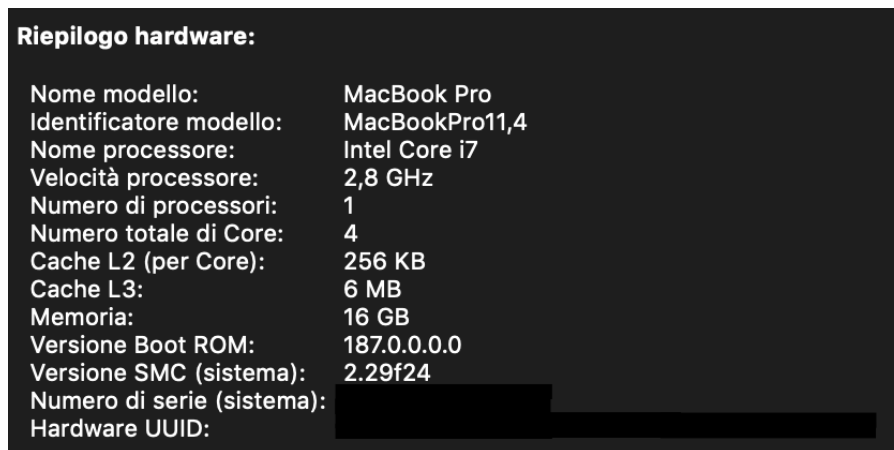 Riepilogo hardware:
Nome modello: MacBook Pro
Identificatore modello: MacBookPro11,4
Nome processore: Intel Core i7
Velocità processore: 2,8 GHz
Numero di processori: 1
Numero totale di Core: 4
Cache L2 (per Core): 256 KB
Cache L3: 6 MB
Memoria: 16 GB
Versione Boot ROM: 187.0.0.0.0
Versione SMC (sistema): 2.29f24
Numero di serie (sistema):
Hardware UUID: